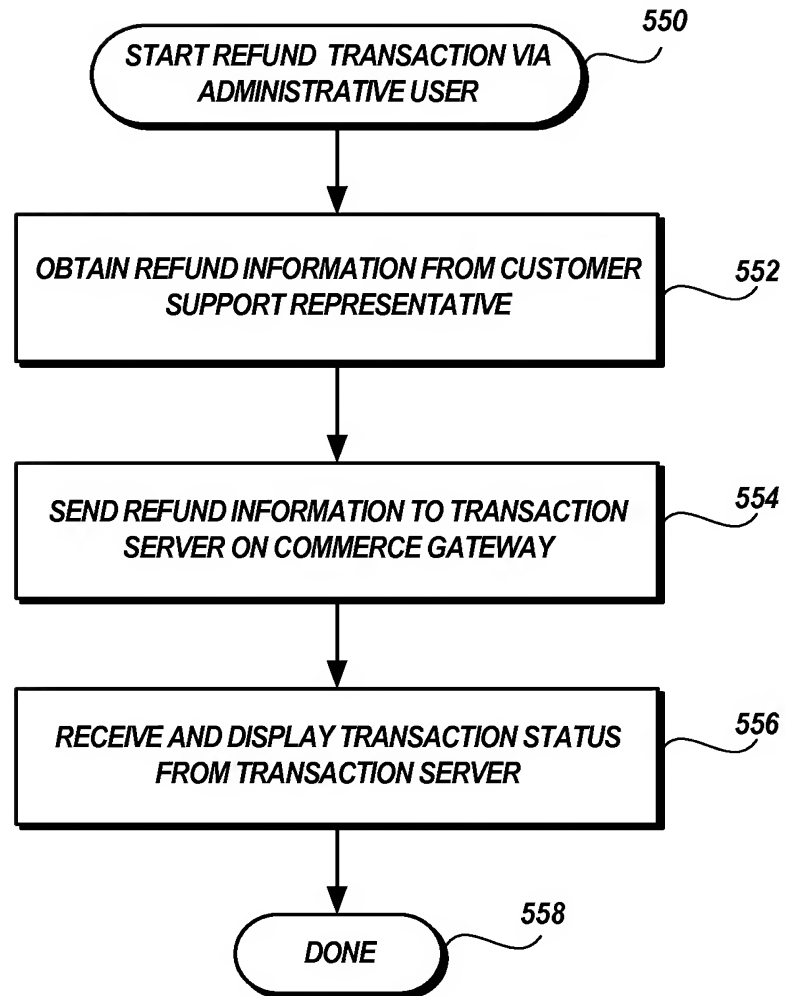 550
START REFUND TRANSACTION VIA
ADMINISTRATIVE USER
OBTAIN REFUND INFORMATION FROM CUSTOMER
SUPPORT REPRESENTATIVE
552
SEND REFUND INFORMATION TO TRANSACTION
SERVER ON COMMERCE GATEWAY
554
RECEIVE AND DISPLAY TRANSACTION STATUS
FROM TRANSACTION SERVER
556
558
DONE